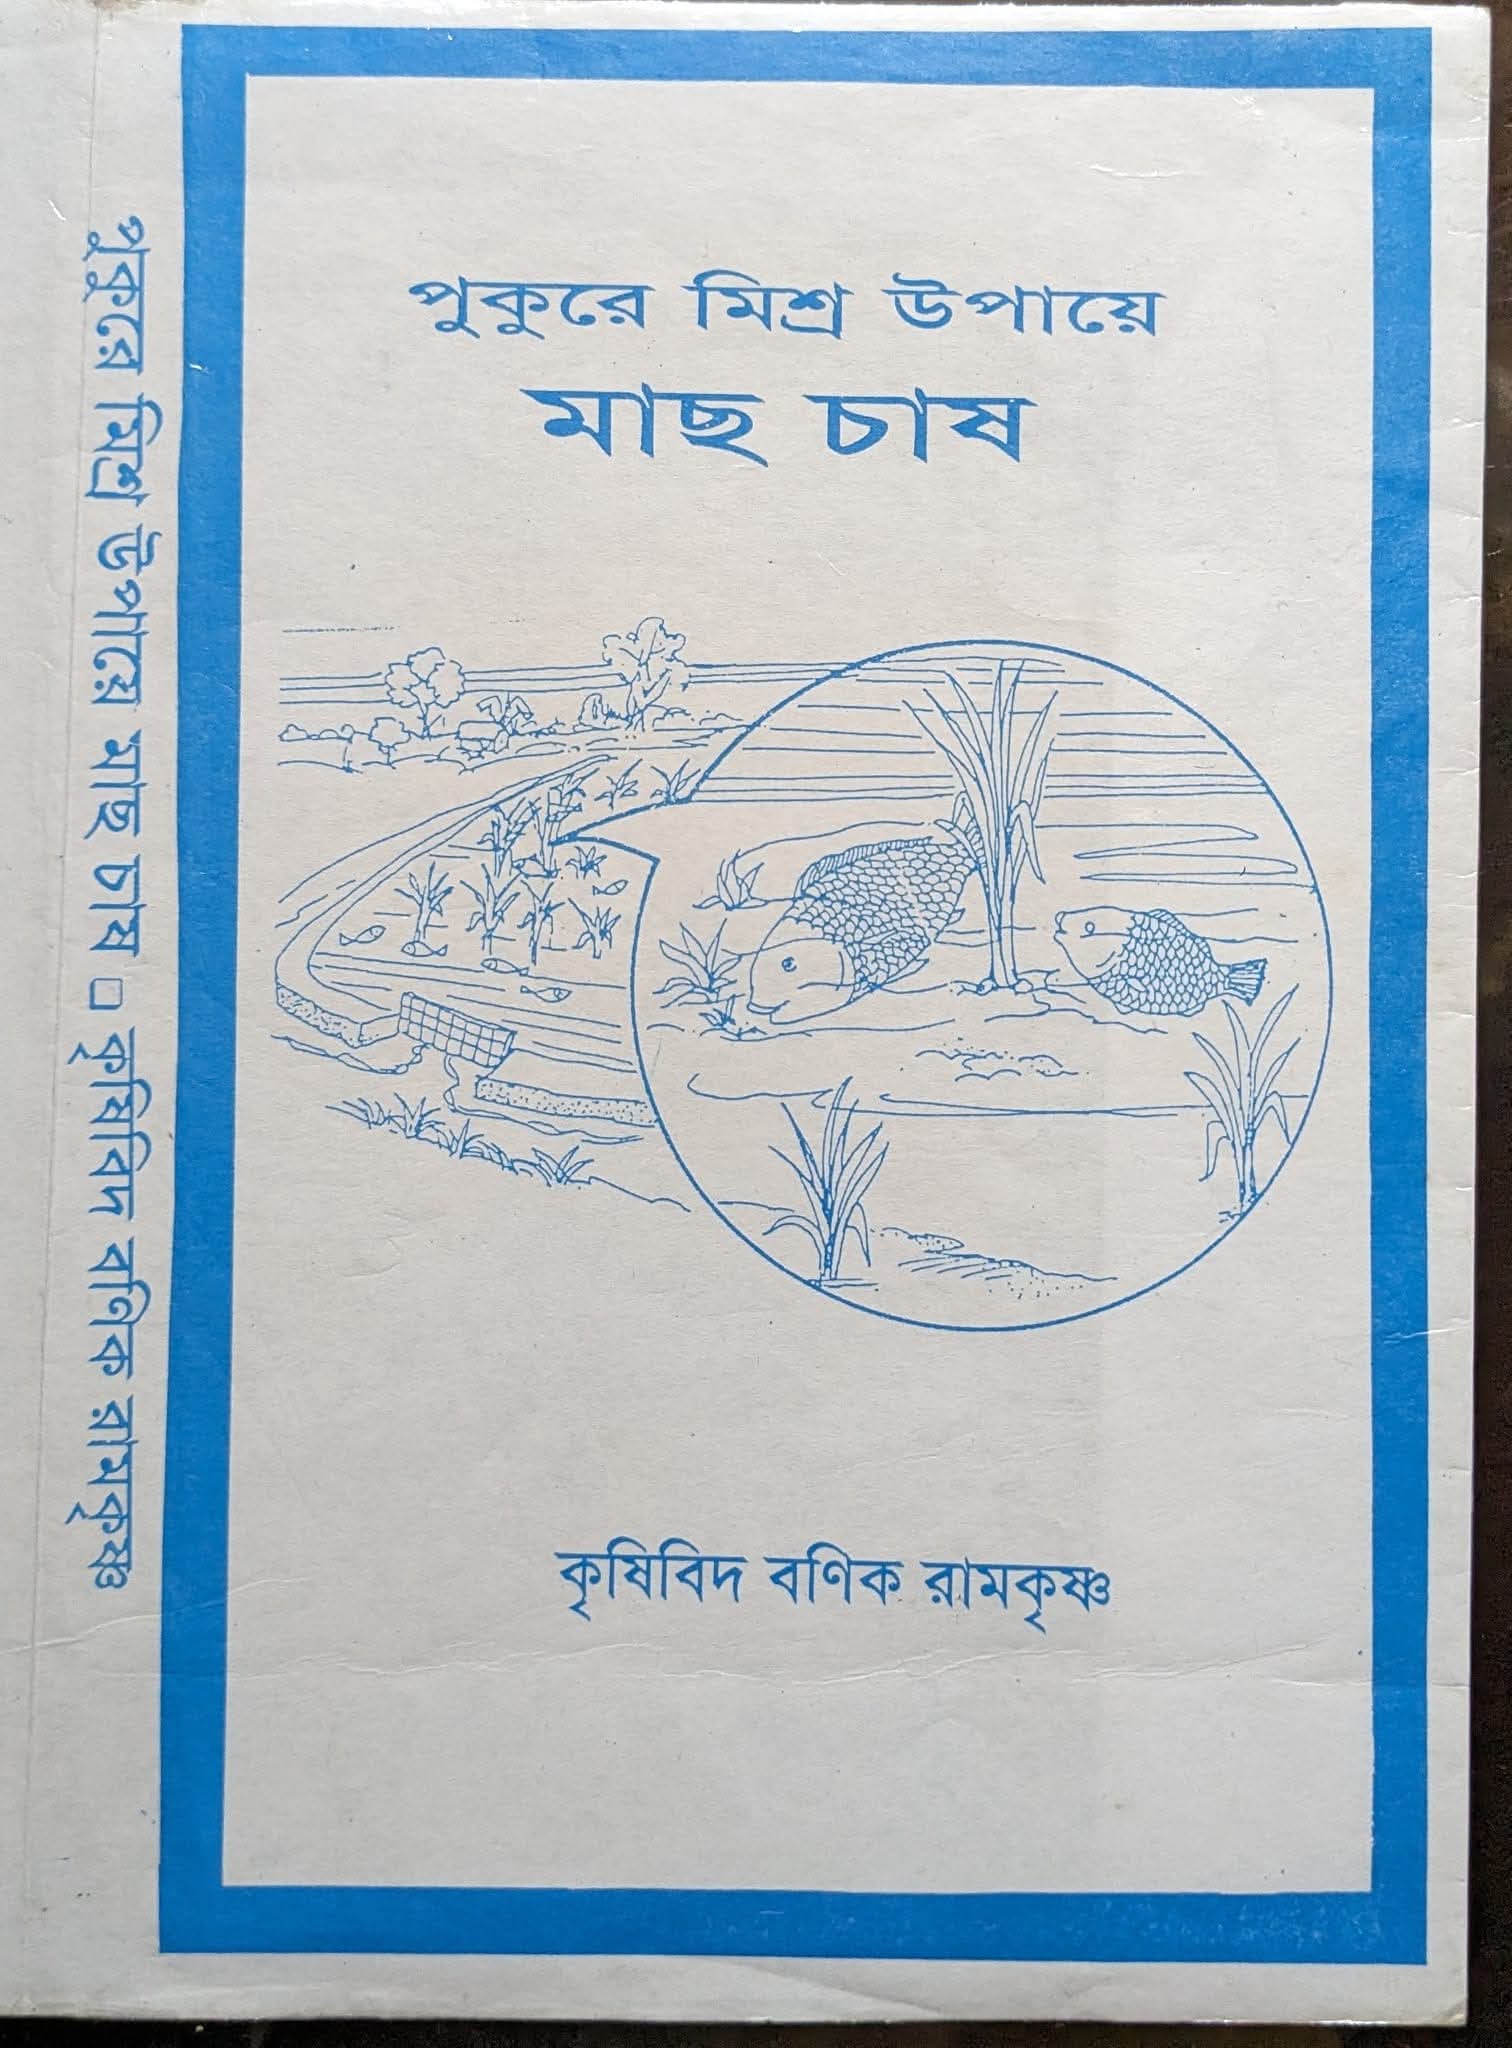 পুকুরে মিশ্র উপায়ে
মাছ চাষ
কৃষিবিদ বণিক রামকৃষ্ণ
পুকুরে মিশ্র উপায়ে মাছ চাষ □ কৃষিবিদ বণিক রামকৃষ্ণ